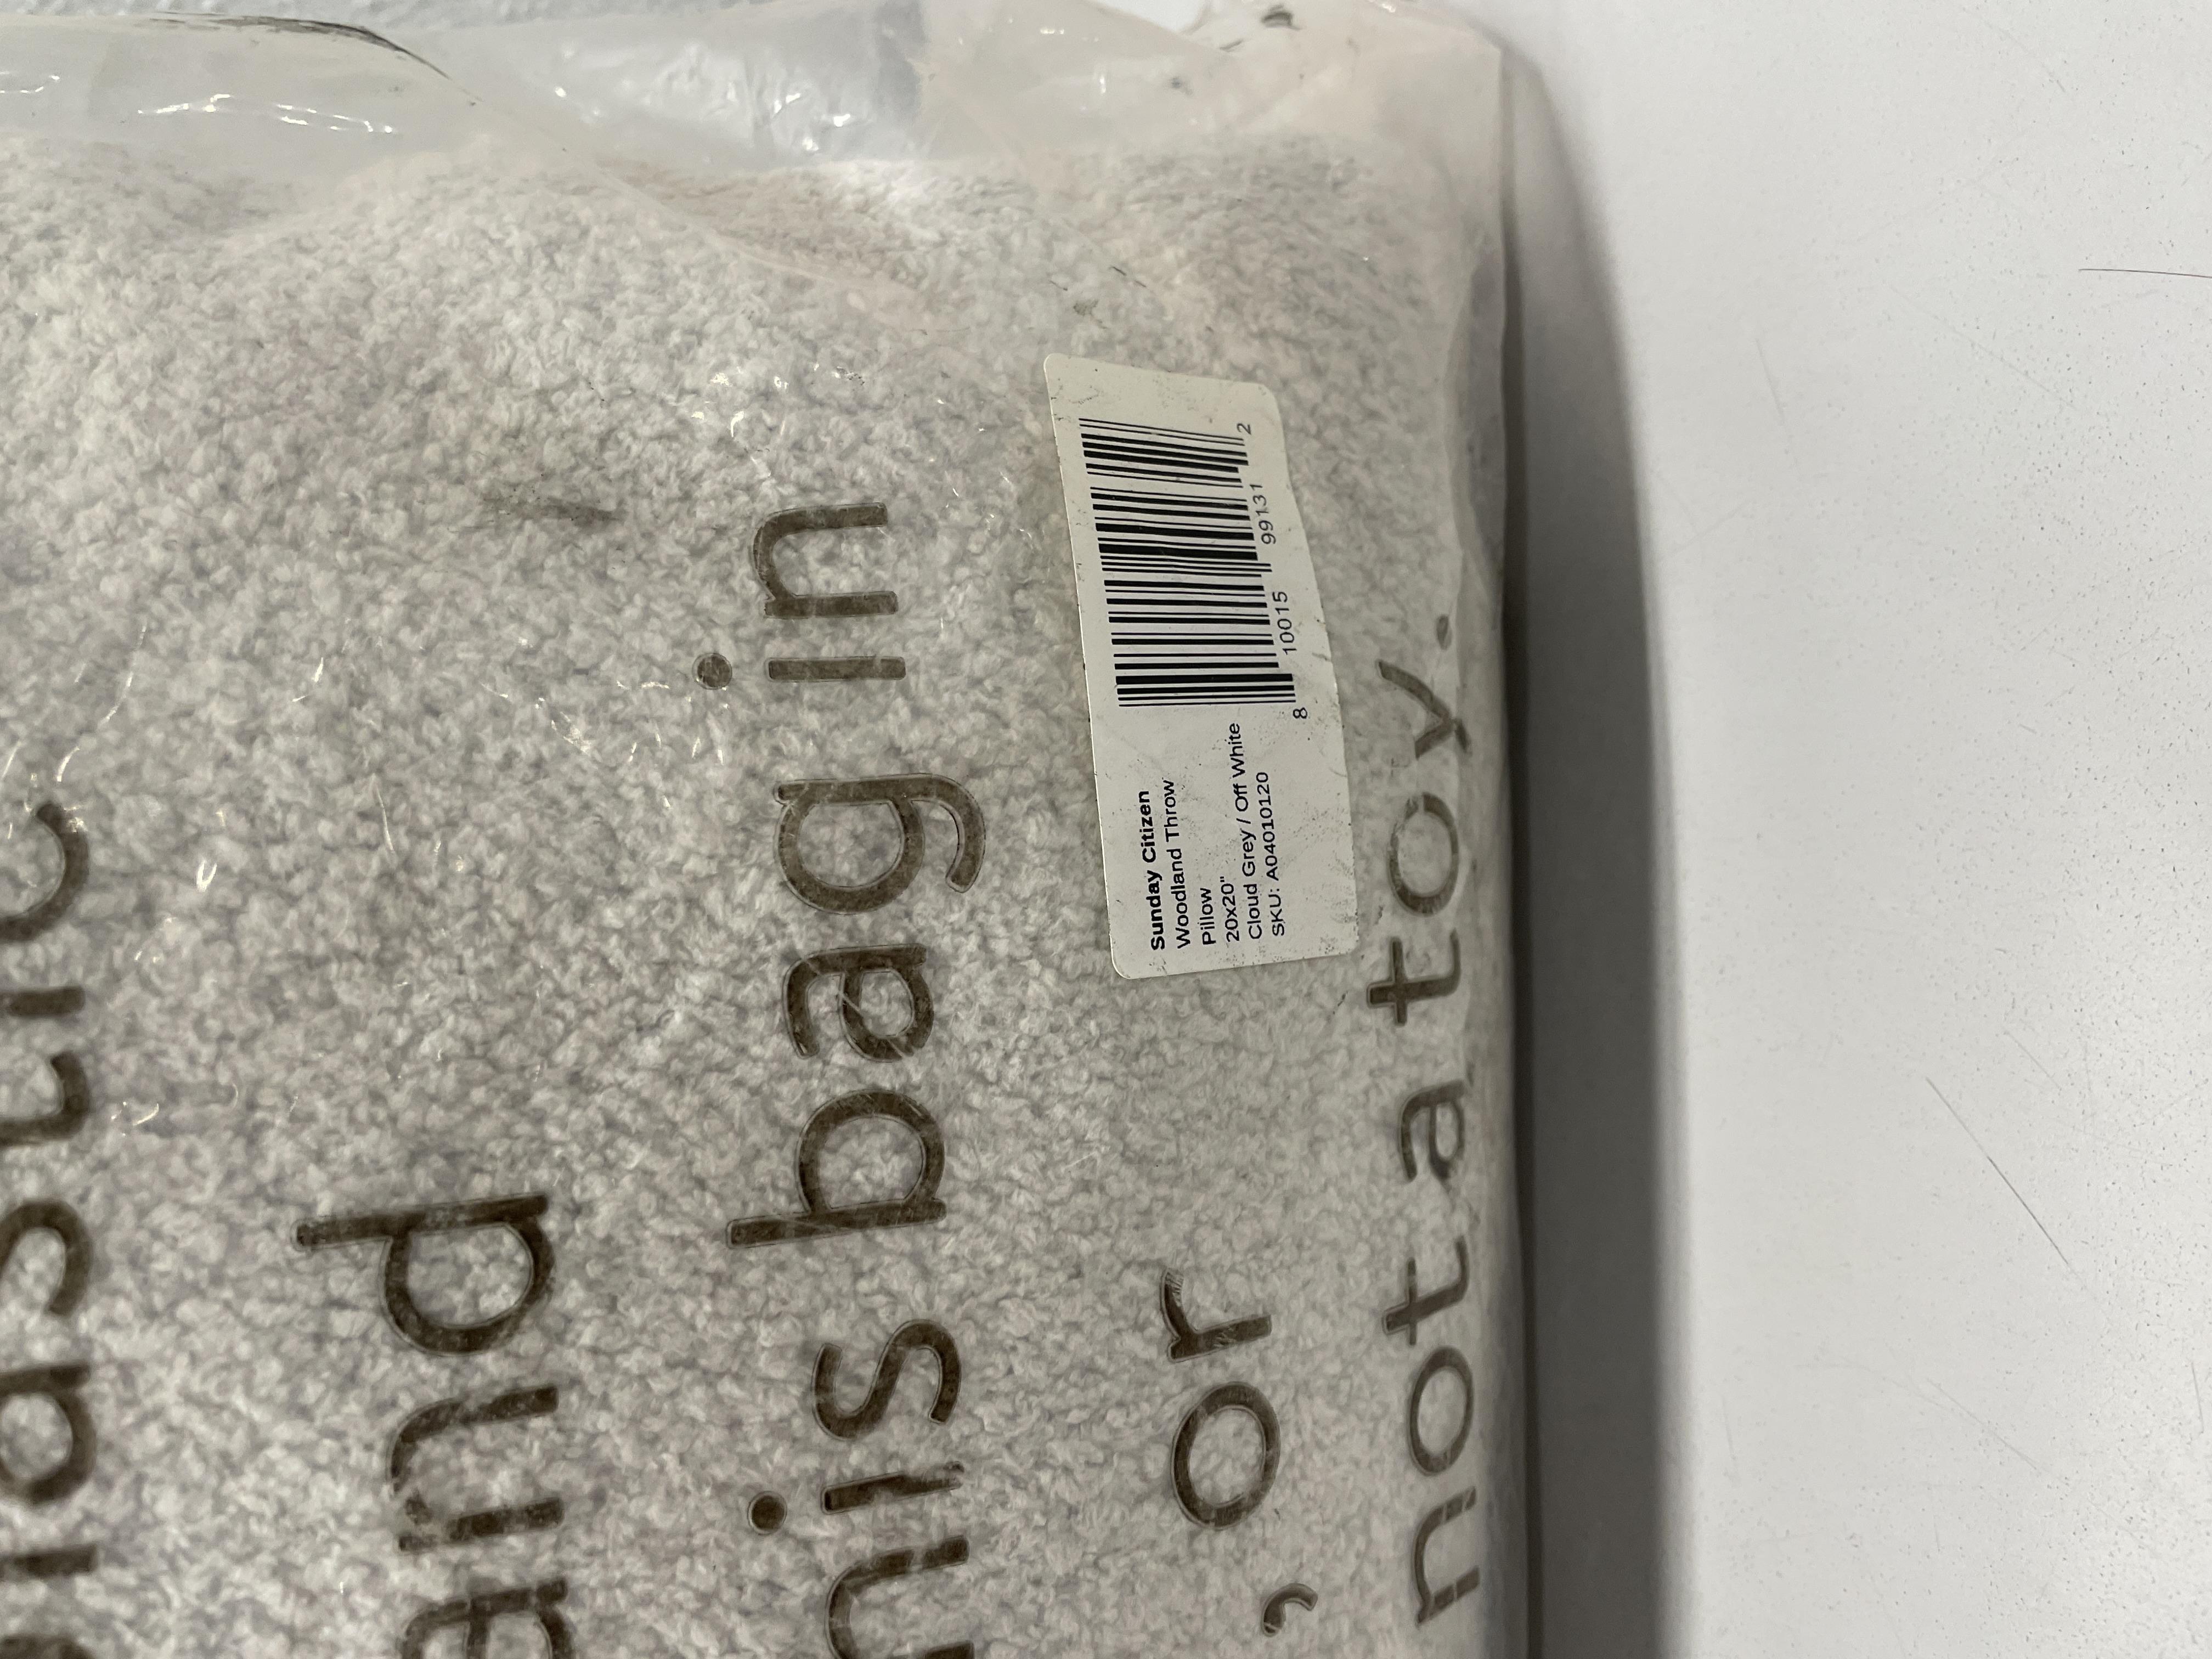 and
this bag in
, or
not a toy.
Sunday Citizen
Woodland Throw
Pillow
20x20"
Cloud Grey / Off White
SKU: A04010120
8 10015 99131 2